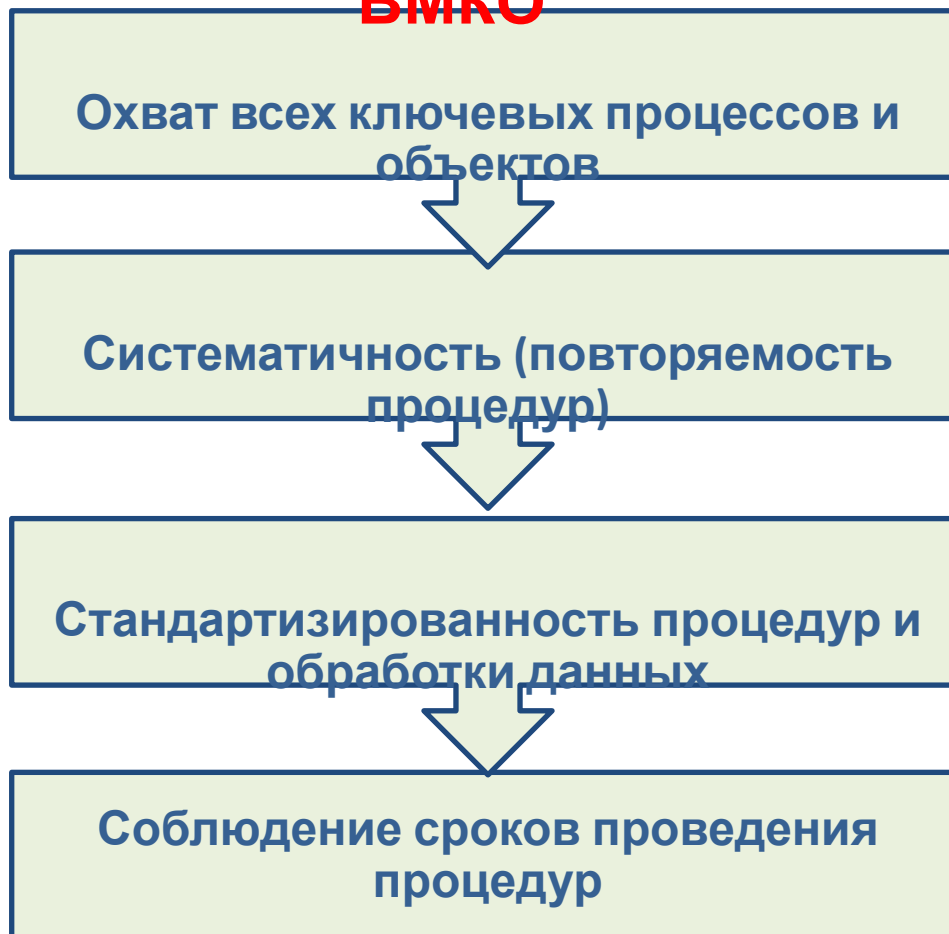 ВМКО
Охват всех ключевых процессов и
объектов
Систематичность (повторяемость
процедур)
Стандартизированность процедур и
обработки данных
Соблюдение сроков проведения
процедур